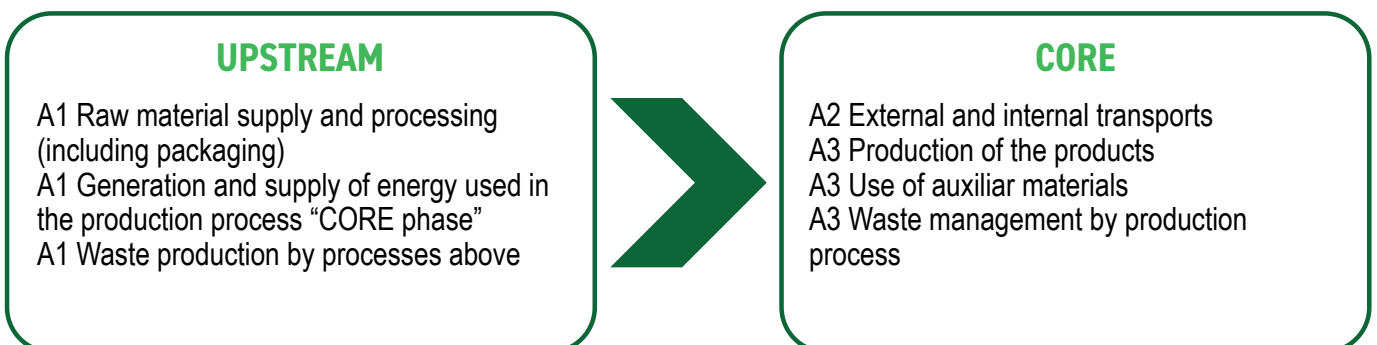 UPSTREAM
A1 Raw material supply and processing
(including packaging)
A1 Generation and supply of energy used in
the production process “CORE phase”
A1 Waste production by processes above
CORE
A2 External and internal transports
A3 Production of the products
A3 Use of auxiliar materials
A3 Waste management by production
process